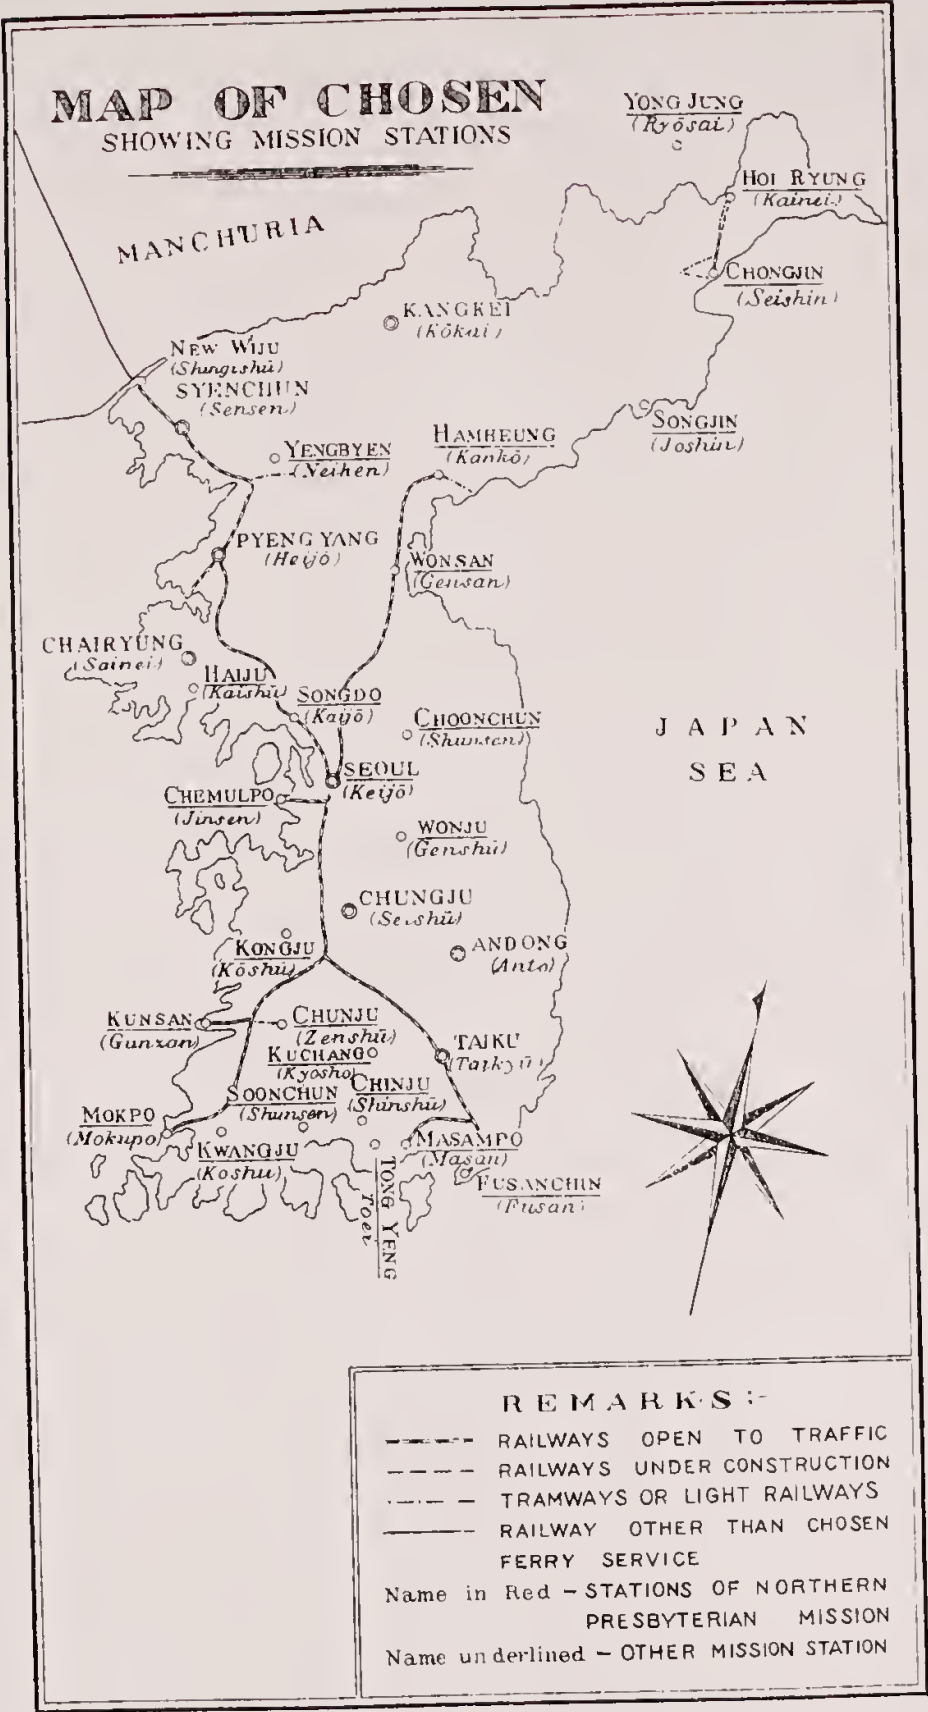 MAP OF CHOSEN
SHOWING MISSION STATIONS
YONG JUNG
(Ryōsai)
HOI RYUNG
(Kainei)
MANCHURIA
CHONGJIN
(Seishin)
KANGKEI
(Kōkai)
NEW WIJU
(Shingishū)
SYENCHUN
(Sensen)
SONGJIN
(Joshin)
HAMHEUNG
(Kankō)
YENGBYEN
(Neihen)
PYENG YANG
(Heijō)
WONSAN
(Gensan)
CHAIRYUNG
(Sainei)
HAIJU
(Kaishū)
SONGDO
(Kaijō)
CHOONCHUN
(Shunsen)
JAPAN
SEA
SEOUL
(Keijō)
CHEMULPO
(Jinsen)
WONJU
(Genshū)
CHUNGJU
(Seishū)
KONGJU
(Kōshū)
ANDONG
(Anto)
KUNSAN
(Gunzan)
CHUNJU
(Zenshū)
KUCHANG
(Kyosho)
TAIKU
(Taikyū)
SOONCHUN
(Shunsen)
CHINJU
(Shinshū)
MOKPO
(Mokupo)
KWANGJU
(Koshu)
MASAMPO
(Masan)
TONG YENG
FUSANCHIN
(Fusan)
REMARKS:-
RAILWAYS OPEN TO TRAFFIC
RAILWAYS UNDER CONSTRUCTION
TRAMWAYS OR LIGHT RAILWAYS
RAILWAY OTHER THAN CHOSEN
FERRY SERVICE
Name in Red – STATIONS OF NORTHERN
PRESBYTERIAN MISSION
Name underlined – OTHER MISSION STATION